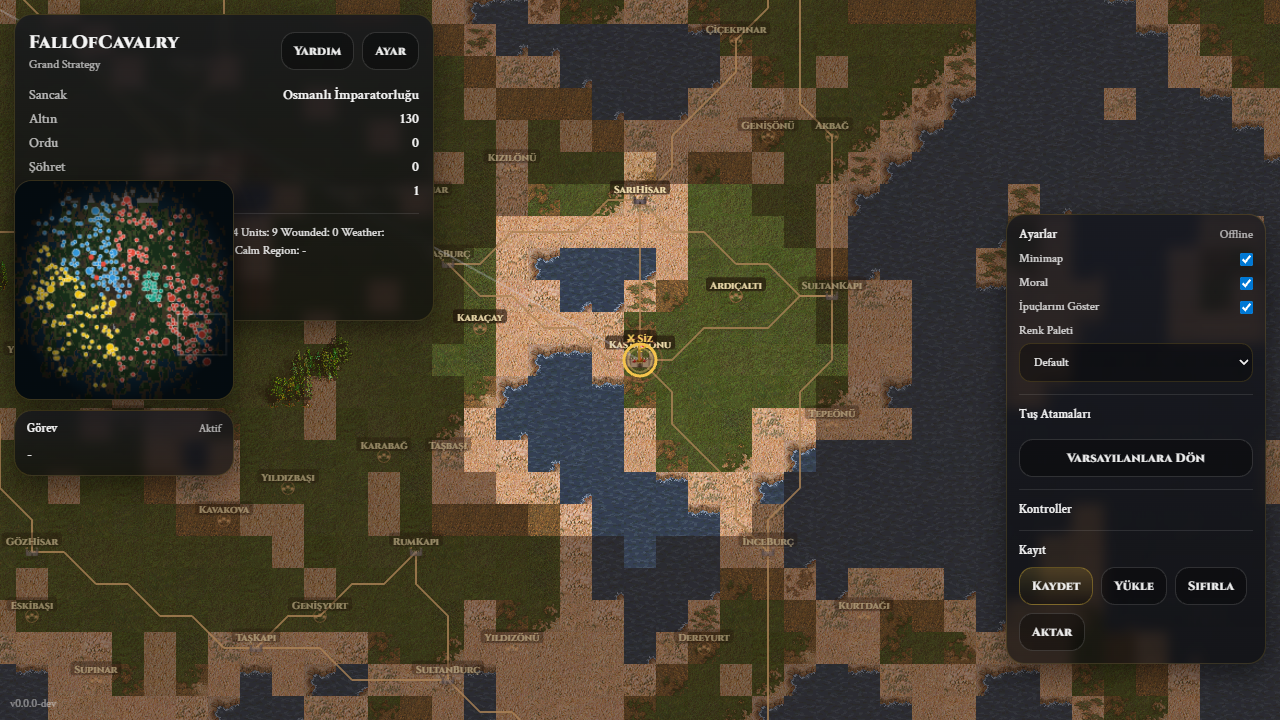 FallOfCavalry
Grand Strategy
Yardım
Ayar
Sancak Osmanlı İmparatorluğu
Altın 130
Ordu 0
Şöhret 0
1
4 Units: 9 Wounded: 0 Weather:
Calm Region: -
Görev Aktif
-
Çiçekpınar
Genişönü
Akbağ
Kızılönü
Sarıhisar
Ardıçaltı
Sultankapı
Karaçay
Siz
Tepeönü
Karabağ
Taşbaşı
Yıldızbaşı
Kavakova
Gözhisar
Rumkapı
İnceburç
Eskibaşı
Genişyurt
Kurtdağı
Taşkapı
Yıldızönü
Dereyurt
Supınar
Sultanburç
Ayarlar Offline
Minimap
Moral
İpuçlarını Göster
Renk Paleti
Default
Tuş Atamaları
Varsayılanlara Dön
Kontroller
Kayıt
Kaydet
Yükle
Sıfırla
Aktar
v0.0.0-dev